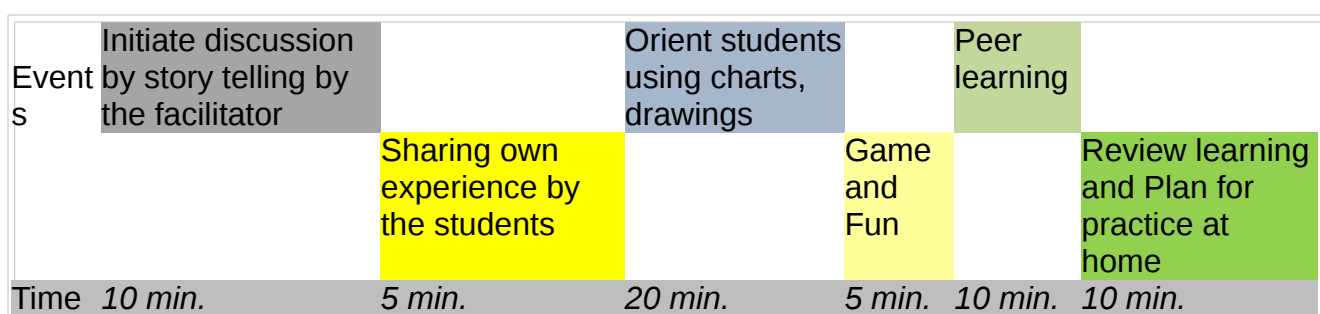 Initiate discussion
by story telling by
the facilitator
Event
s
Orient students
using charts,
drawings
Peer
learning
Sharing own
experience by
the students
Game
and
Fun
Review learning
and Plan for
practice at
home
Time 10 min. 5 min. 20 min. 5 min. 10 min. 10 min.